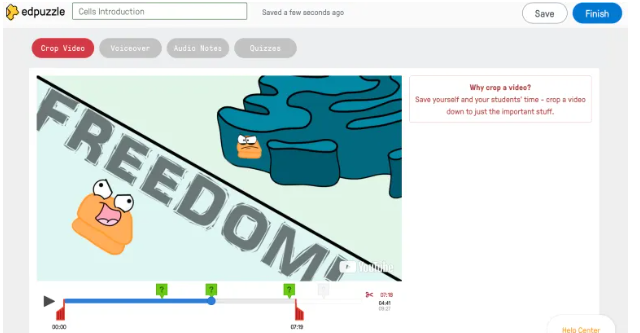 edpuzzle
Cells Introduction
Saved a few seconds ago
Save
Finish
Crop Video
Voiceover
Audio Notes
Quizzes
Why crop a video?
Save yourself and your students' time - crop a video
down to just the important stuff.
FREEDOM!
YouTube
? ? ? ?
07:19
04:41
00:00
07:19
Help Center